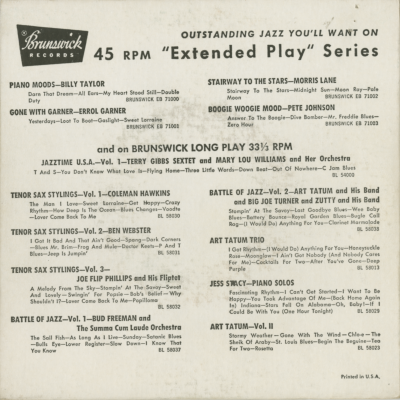 Brunswick
RECORDS
OUTSTANDING JAZZ YOU'LL WANT ON
45 RPM "Extended Play" Series
PIANO MOODS—BILLY TAYLOR
Darn That Dream—All Ears—My Heart Stood Still—Double
Duty BRUNSWICK EB 71000
GONE WITH GARNER—ERROL GARNER
Yesterdays—Loot To Boot—Gaslight—Sweet Lorraine
BRUNSWICK EB 71001
STAIRWAY TO THE STARS—MORRIS LANE
Stairway To The Stars—Midnight Sun—Moon Ray—Pale
Moon BRUNSWICK EB 71002
BOOGIE WOOGIE MOOD—PETE JOHNSON
Answer To The Boogie—Dive Bomber—Mr. Freddie Blues—
Zero Hour BRUNSWICK EB 71003
and on BRUNSWICK LONG PLAY 33⅓ RPM
JAZZTIME U.S.A.—Vol. 1—TERRY GIBBS SEXTET and MARY LOU WILLIAMS and Her Orchestra
T and S—You Don't Know What Love Is—Flying Home—Three Little Words—Down Beat—Out Of Nowhere—C Jam Blues
BL 54000
TENOR SAX STYLINGS—Vol. 1—COLEMAN HAWKINS
The Man I Love—Sweet Lorraine—Get Happy—Crazy
Rhythm—How Deep Is The Ocean—Blues Changes—Voodte
—Lover Come Back To Me BL 58030
TENOR SAX STYLINGS—Vol. 2—BEN WEBSTER
I Got It Bad And That Ain't Good—Spang—Dark Corners
—Blues Mr. Brim—Frog And Mule—Doctor Keets—P And T
Blues—Jeep Is Jumpin' BL 58031
TENOR SAX STYLINGS—Vol. 3—
JOE FLIP PHILLIPS and His Fliptet
A Melody From The Sky—Stampin' At The Savoy—Sweet
And Lovely—Swingin' For Popsie—Bob's Belief—Why
Shouldn't I?—Lover Come Back To Me—Papilloma
BL 58032
BATTLE OF JAZZ—Vol. 1—BUD FREEMAN and
The Summa Cum Laude Orchestra
The Sail Fish—As Long As I Live—Sunday—Satanic Blues
—Bulls Eye—Lower Register—Slow Down—I Know That
You Know BL 58037
BATTLE OF JAZZ—Vol. 2—ART TATUM and His Band
and BIG JOE TURNER and ZUTTY and His Band
Stompin' At The Savoy—Last Goodbye Blues—Wee Baby
Blues—Battery Bounce—Royal Garden Blues—Bugle Call
Rag—(I Would Do) Anything For You—Clarinet Marmalade
BL 58038
ART TATUM TRIO
I Got Rhythm—(I Would Do) Anything For You—Honeysuckle
Rose—Moonglow—I Ain't Got Nobody (And Nobody Cares
For Me)—Cocktails For Two—After You've Gone—Deep
Purple BL 58013
JESS STACY—PIANO SOLOS
Fascinating Rhythm—I Can't Get Started—I Want To Be
Happy—You Took Advantage Of Me—(Back Home Again
In) Indiana—Stars Fell On Alabama—Oh, Baby!—If I
Could Be With You (One Hour Tonight) BL 58029
ART TATUM—Vol. II
Stormy Weather—Gone With The Wind—Chlo-e—The
Sheik Of Araby—St. Louis Blues—Begin The Beguine—Tea
For Two—Rosetta
Printed in U.S.A.